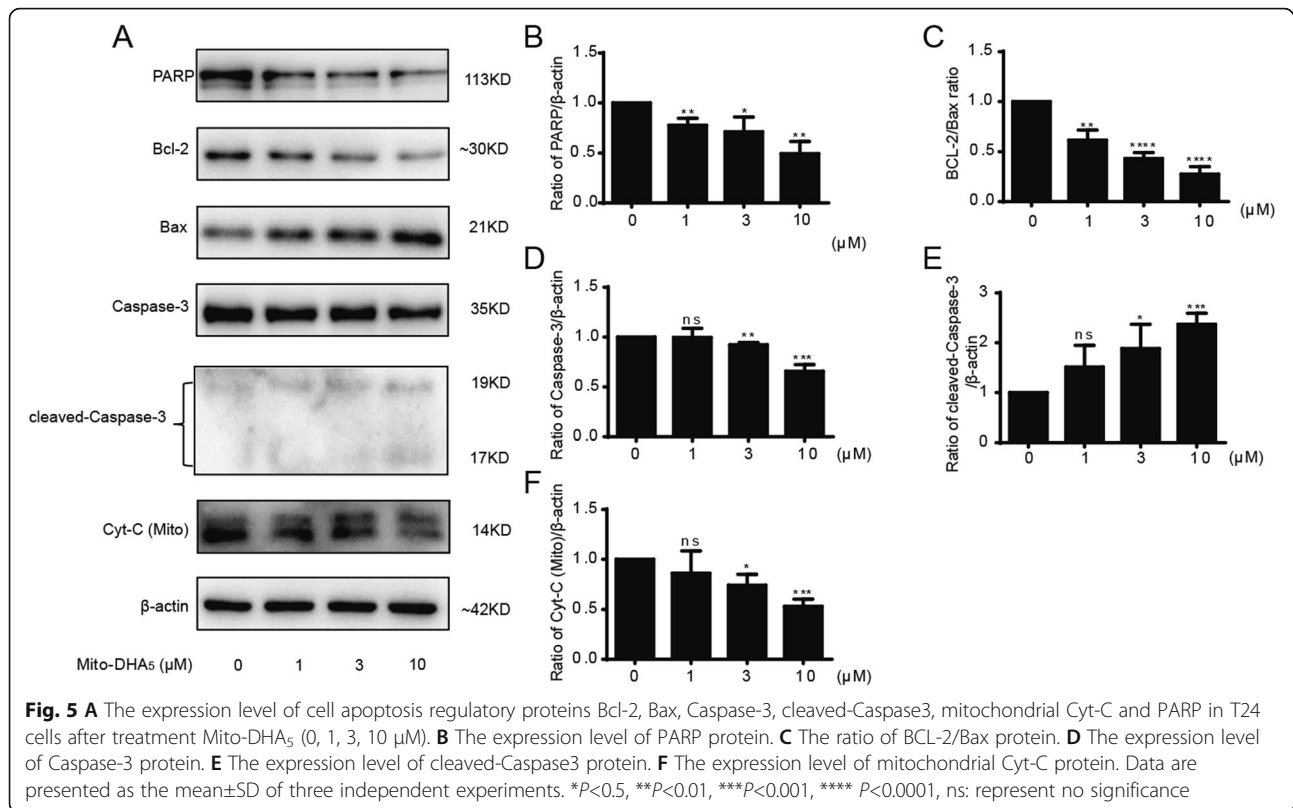 A
PARP
113KD
Bcl-2
~30KD
Bax
21KD
Caspase-3
35KD
cleaved-Caspase-3
19KD
17KD
Cyt-C (Mito)
14KD
β-actin
~42KD
Mito-DHA₅ (µM) 0 1 3 10
B
Ratio of PARP/β-actin
1.5
1.0
0.5
0.0
** * **
0 1 3 10
(µM)
C
BCL-2/Bax ratio
1.5
1.0
0.5
0.0
** **** ****
0 1 3 10
(µM)
D
Ratio of Caspase-3/β-actin
1.5
1.0
0.5
0.0
ns ** ***
0 1 3 10
(µM)
E
Ratio of cleaved-Caspase-3
/β-actin
3
2
1
0
ns * ***
0 1 3 10
(µM)
F
Ratio of Cyt-C (Mito)/β-actin
1.5
1.0
0.5
0.0
ns * ***
0 1 3 10
(µM)
Fig. 5 A The expression level of cell apoptosis regulatory proteins Bcl-2, Bax, Caspase-3, cleaved-Caspase3, mitochondrial Cyt-C and PARP in T24
cells after treatment Mito-DHA₅ (0, 1, 3, 10 µM). B The expression level of PARP protein. C The ratio of BCL-2/Bax protein. D The expression level
of Caspase-3 protein. E The expression level of cleaved-Caspase3 protein. F The expression level of mitochondrial Cyt-C protein. Data are
presented as the mean±SD of three independent experiments. *P<0.5, **P<0.01, ***P<0.001, **** P<0.0001, ns: represent no significance